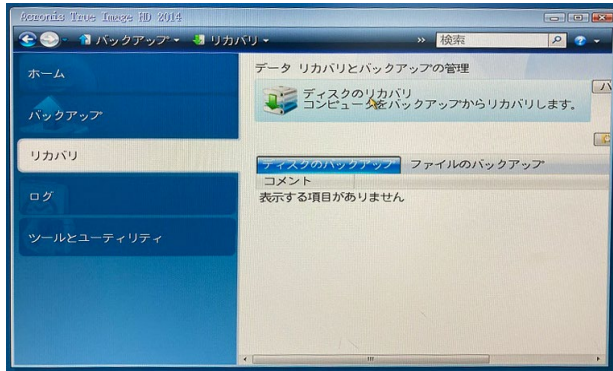 Acronis True Image HD 2014
バックアップ リカバリ » 検索
ホーム
バックアップ
リカバリ
ログ
ツールとユーティリティ
データ リカバリとバックアップの管理
ディスクのリカバリ
コンピュータをバックアップからリカバリします。
ディスクのバックアップ ファイルのバックアップ
コメント
表示する項目がありません